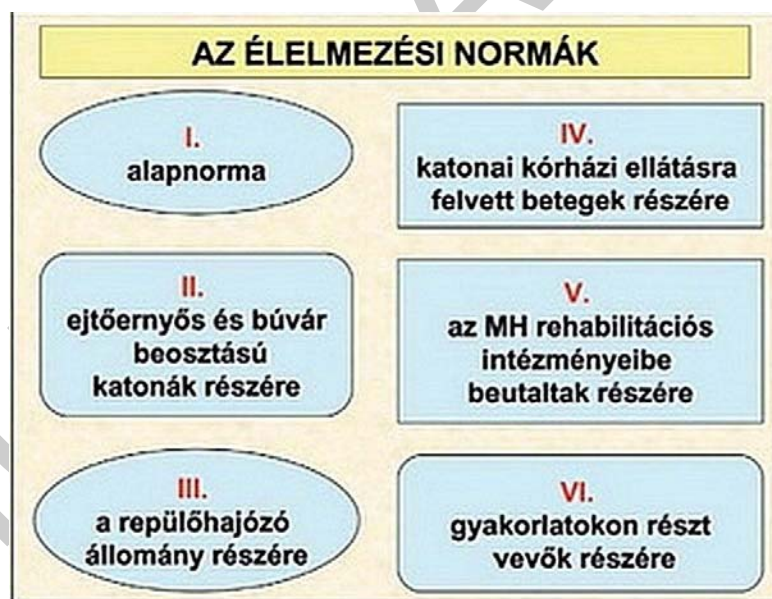 AZ ÉLELMEZÉSI NORMÁK
I.
alapnorma
II.
ejtőernyős és búvár
beosztású
katonák részére
III.
a repülőhajózó
állomány részére
IV.
katonai kórházi ellátásra
felvett betegek részére
V.
az MH rehabilitációs
intézményeibe
beutaltak részére
VI.
gyakorlatokon részt
vevők részére